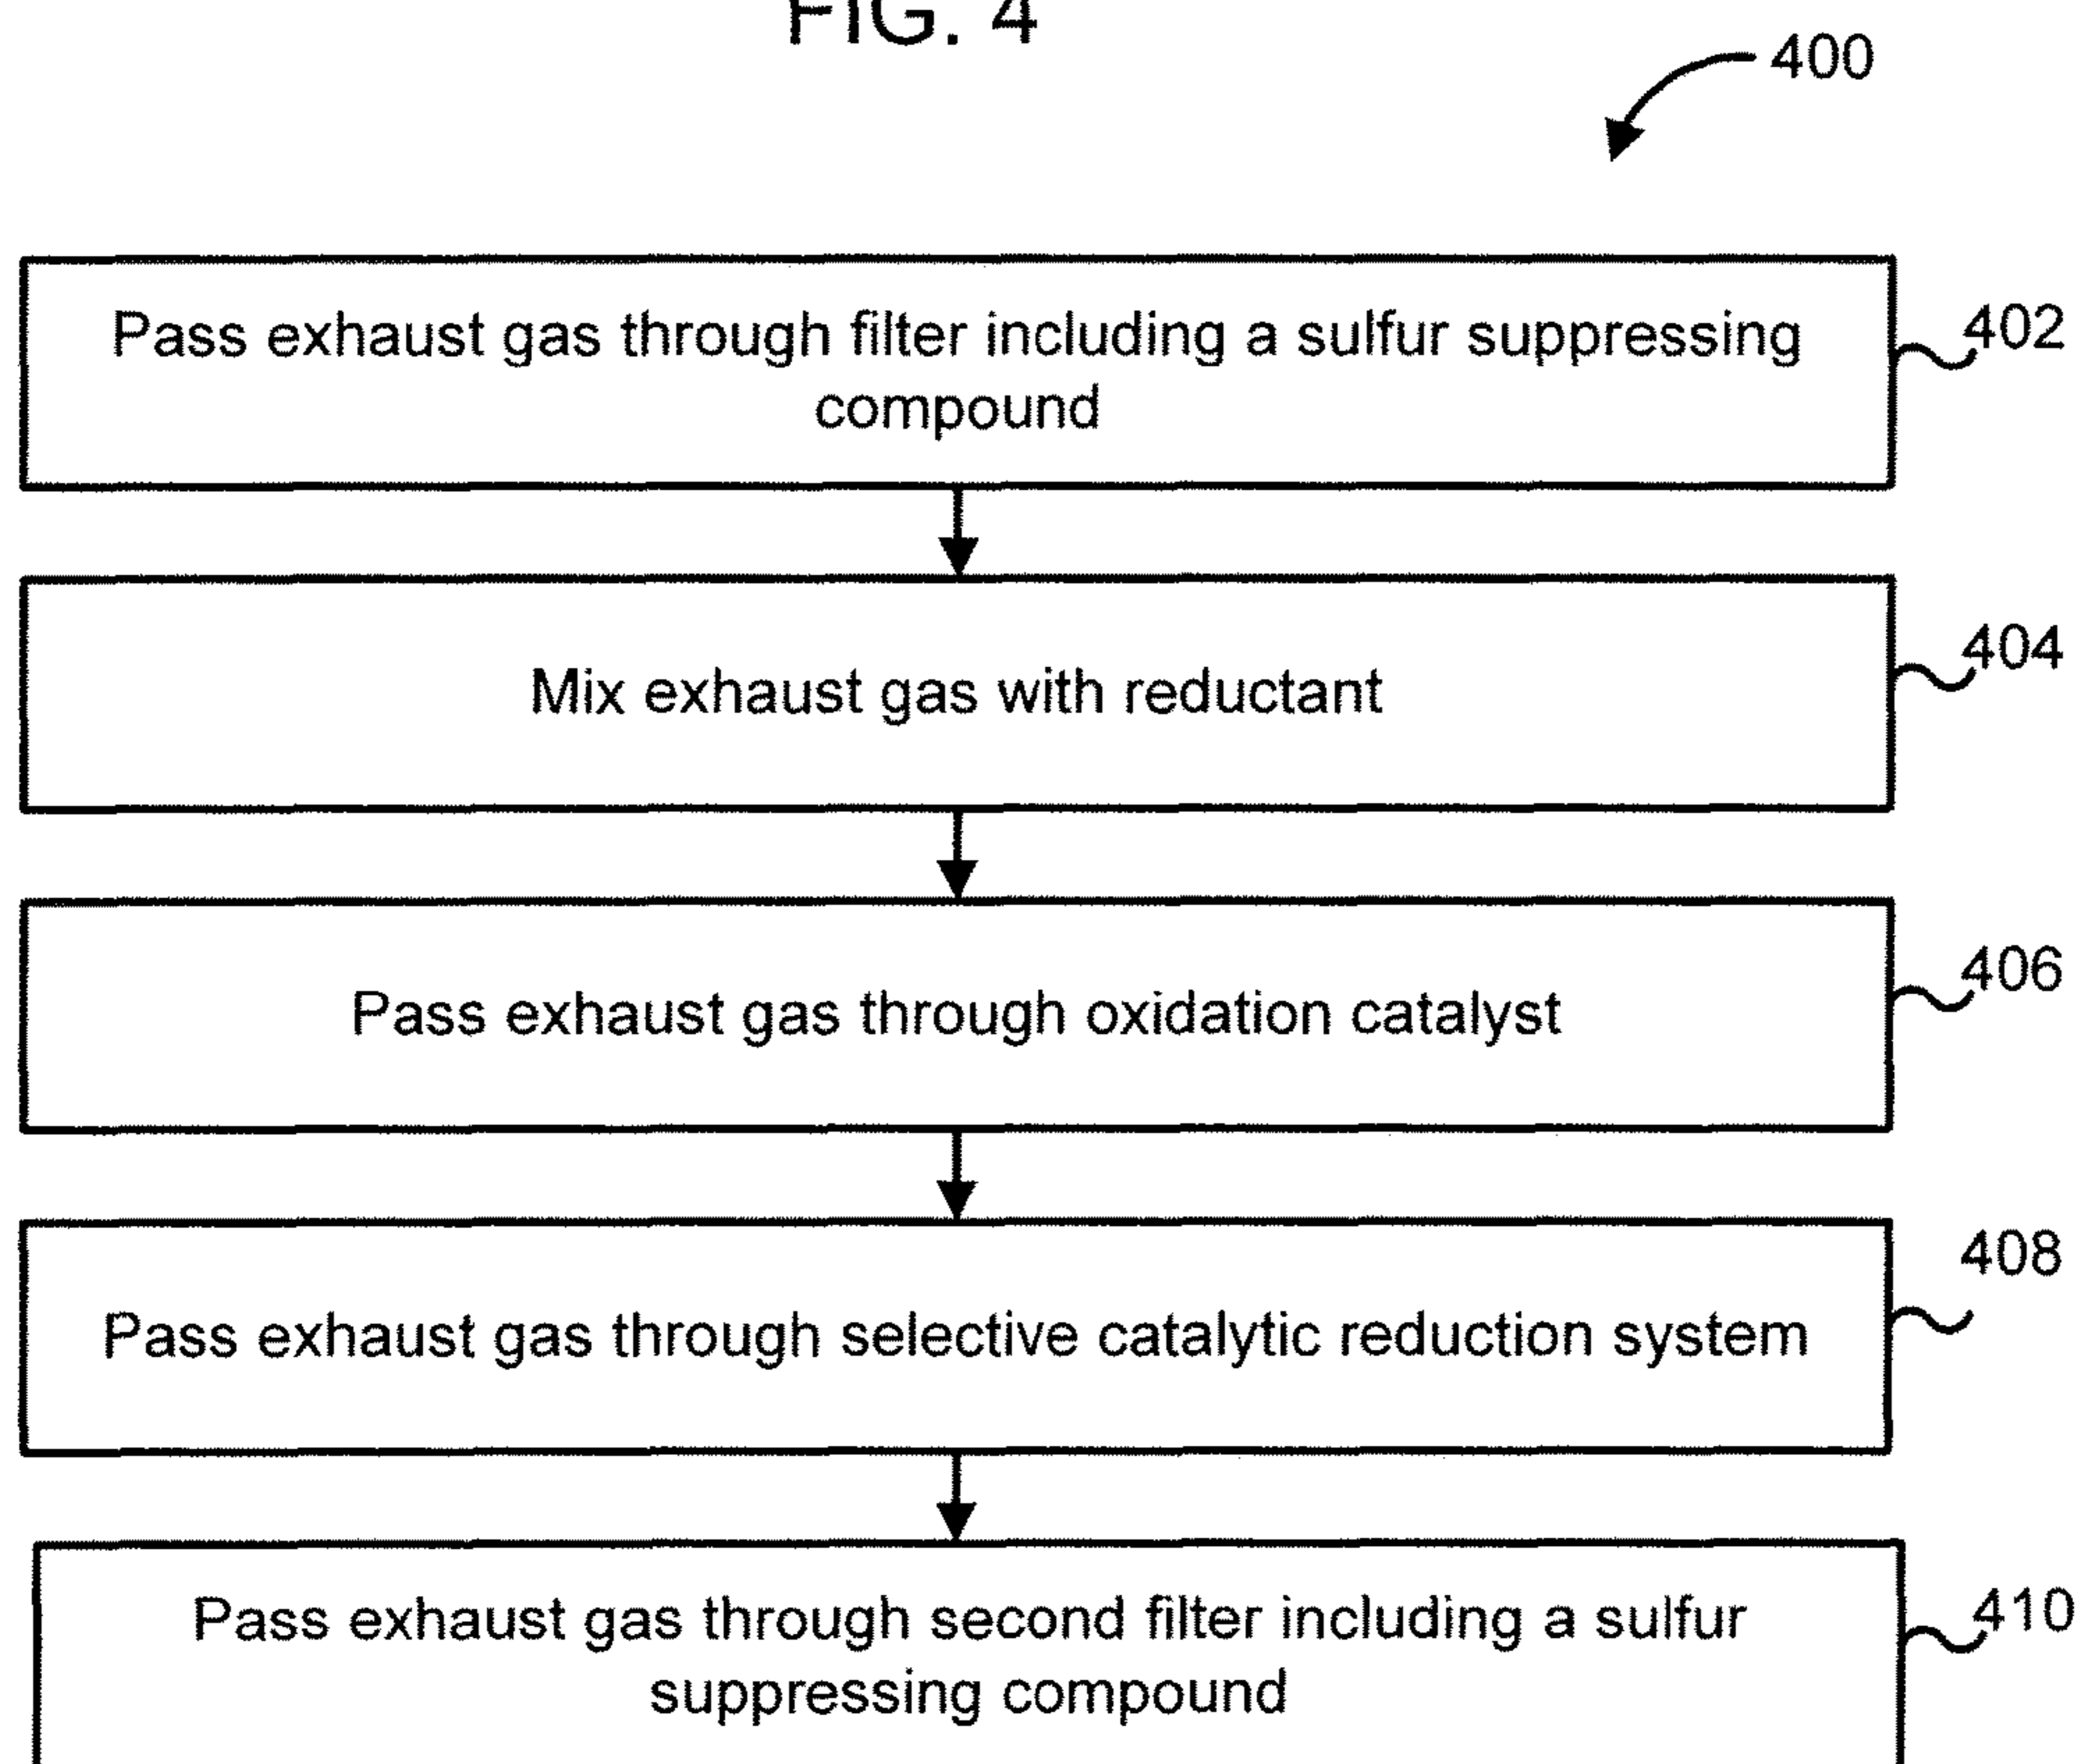 FIG. 4
400
Pass exhaust gas through filter including a sulfur suppressing
compound
402
Mix exhaust gas with reductant
404
Pass exhaust gas through oxidation catalyst
406
Pass exhaust gas through selective catalytic reduction system
408
Pass exhaust gas through second filter including a sulfur
suppressing compound
410